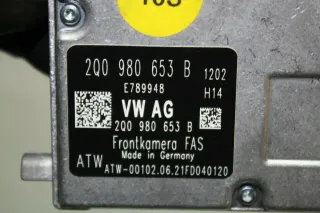 103
2Q0 980 653 B 1202
E789948 H14
VW AG
2Q0 980 653 B
Frontkamera FAS
ATW Made in Germany
ATW-00102.06.21FD040120